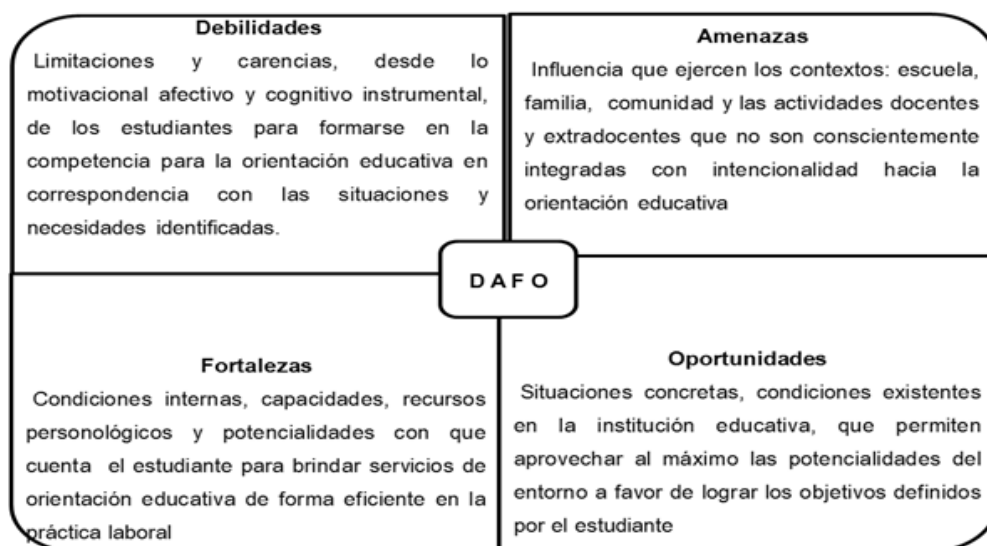 Debilidades
Limitaciones y carencias, desde lo
motivacional afectivo y cognitivo instrumental,
de los estudiantes para formarse en la
competencia para la orientación educativa en
correspondencia con las situaciones y
necesidades identificadas.
Amenazas
Influencia que ejercen los contextos: escuela,
familia, comunidad y las actividades docentes
y extradocentes que no son conscientemente
integradas con intencionalidad hacia la
orientación educativa
D A F O
Fortalezas
Condiciones internas, capacidades, recursos
personológicos y potencialidades con que
cuenta el estudiante para brindar servicios de
orientación educativa de forma eficiente en la
práctica laboral
Oportunidades
Situaciones concretas, condiciones existentes
en la institución educativa, que permiten
aprovechar al máximo las potencialidades del
entorno a favor de lograr los objetivos definidos
por el estudiante